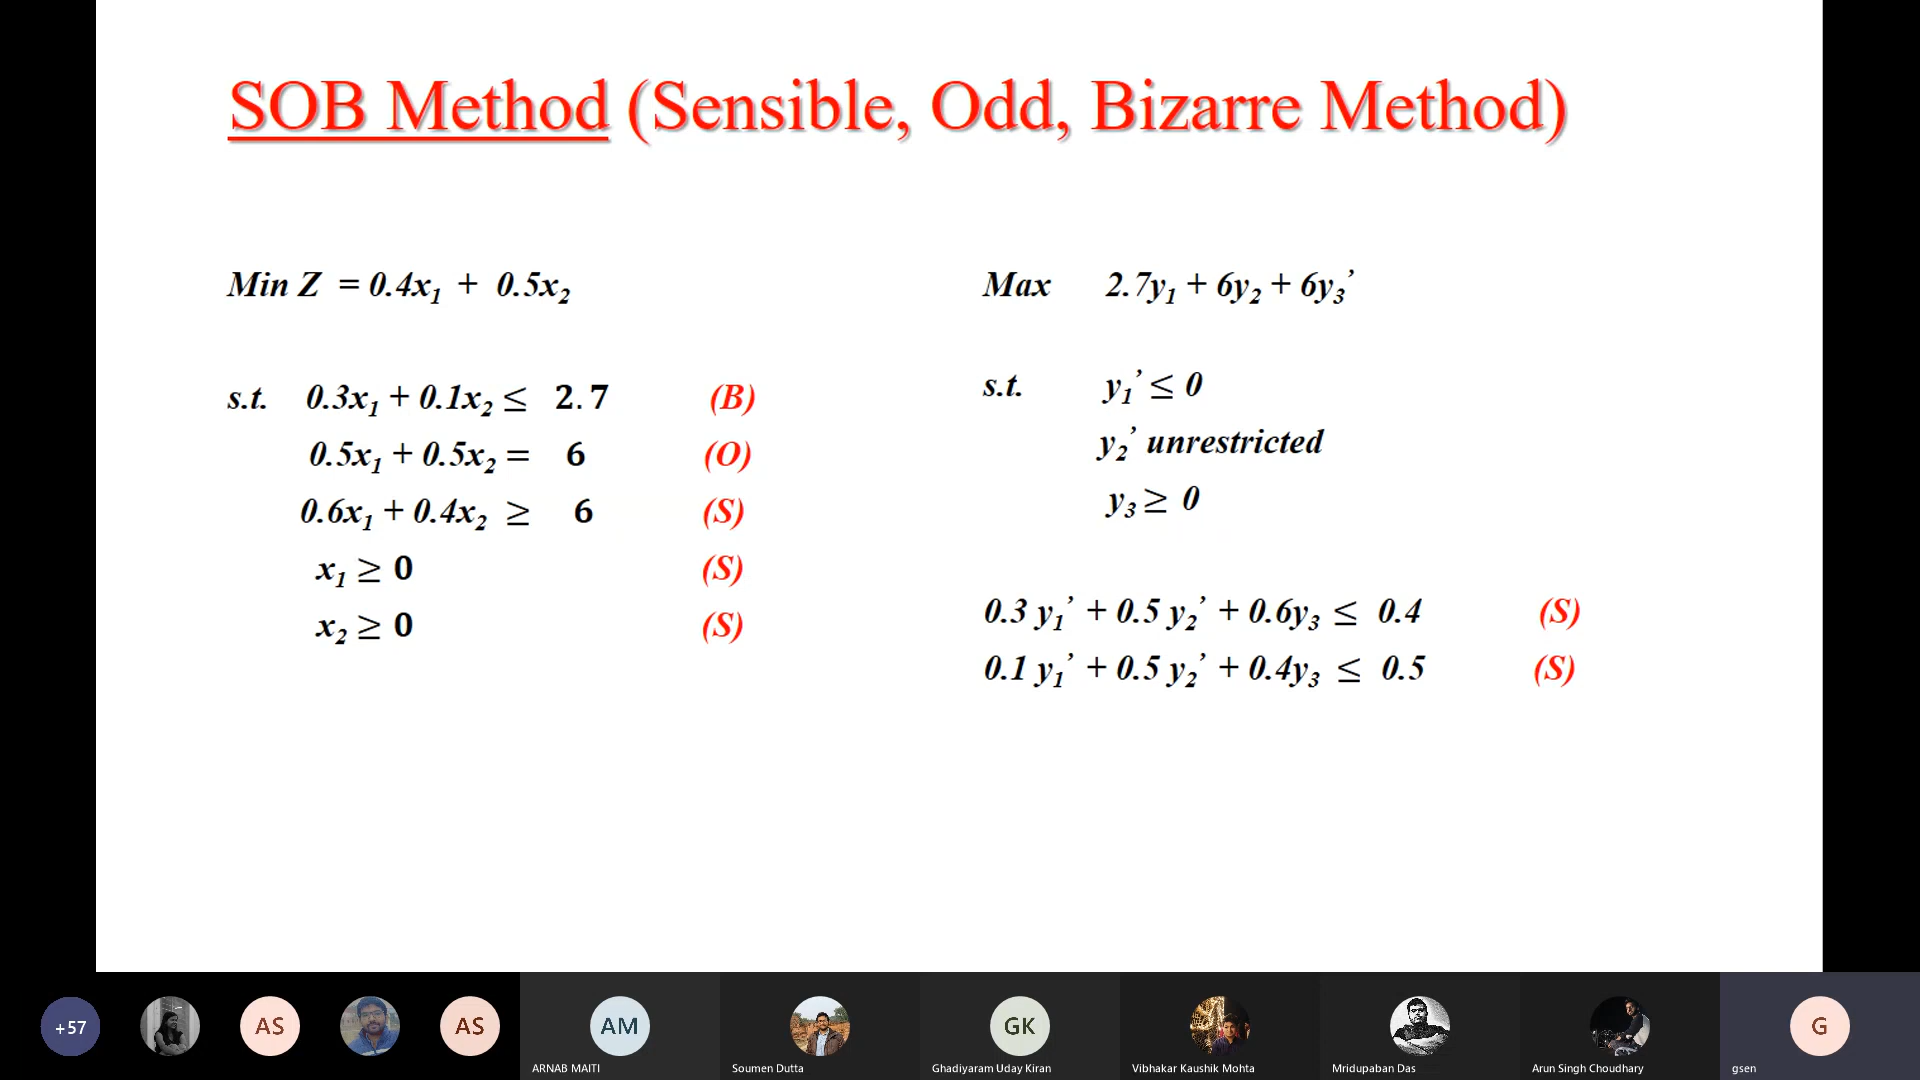 SOB Method (Sensible, Odd, Bizarre Method)
Min Z = 0.4x₁ + 0.5x₂
s.t. 0.3x₁ + 0.1x₂ ≤ 2.7 (B)
0.5x₁ + 0.5x₂ = 6 (O)
0.6x₁ + 0.4x₂ ≥ 6 (S)
x₁ ≥ 0 (S)
x₂ ≥ 0 (S)
Max 2.7y₁ + 6y₂ + 6y₃’
s.t. y₁’ ≤ 0
y₂’ unrestricted
y₃ ≥ 0
0.3 y₁’ + 0.5 y₂’ + 0.6y₃ ≤ 0.4 (S)
0.1 y₁’ + 0.5 y₂’ + 0.4y₃ ≤ 0.5 (S)
+57
AS
AS
AM
ARNAB MAITI
Soumen Dutta
GK
Ghadiyaram Uday Kiran
Vibhakar Kaushik Mohta
Mridupaban Das
Arun Singh Choudhary
G
gsen